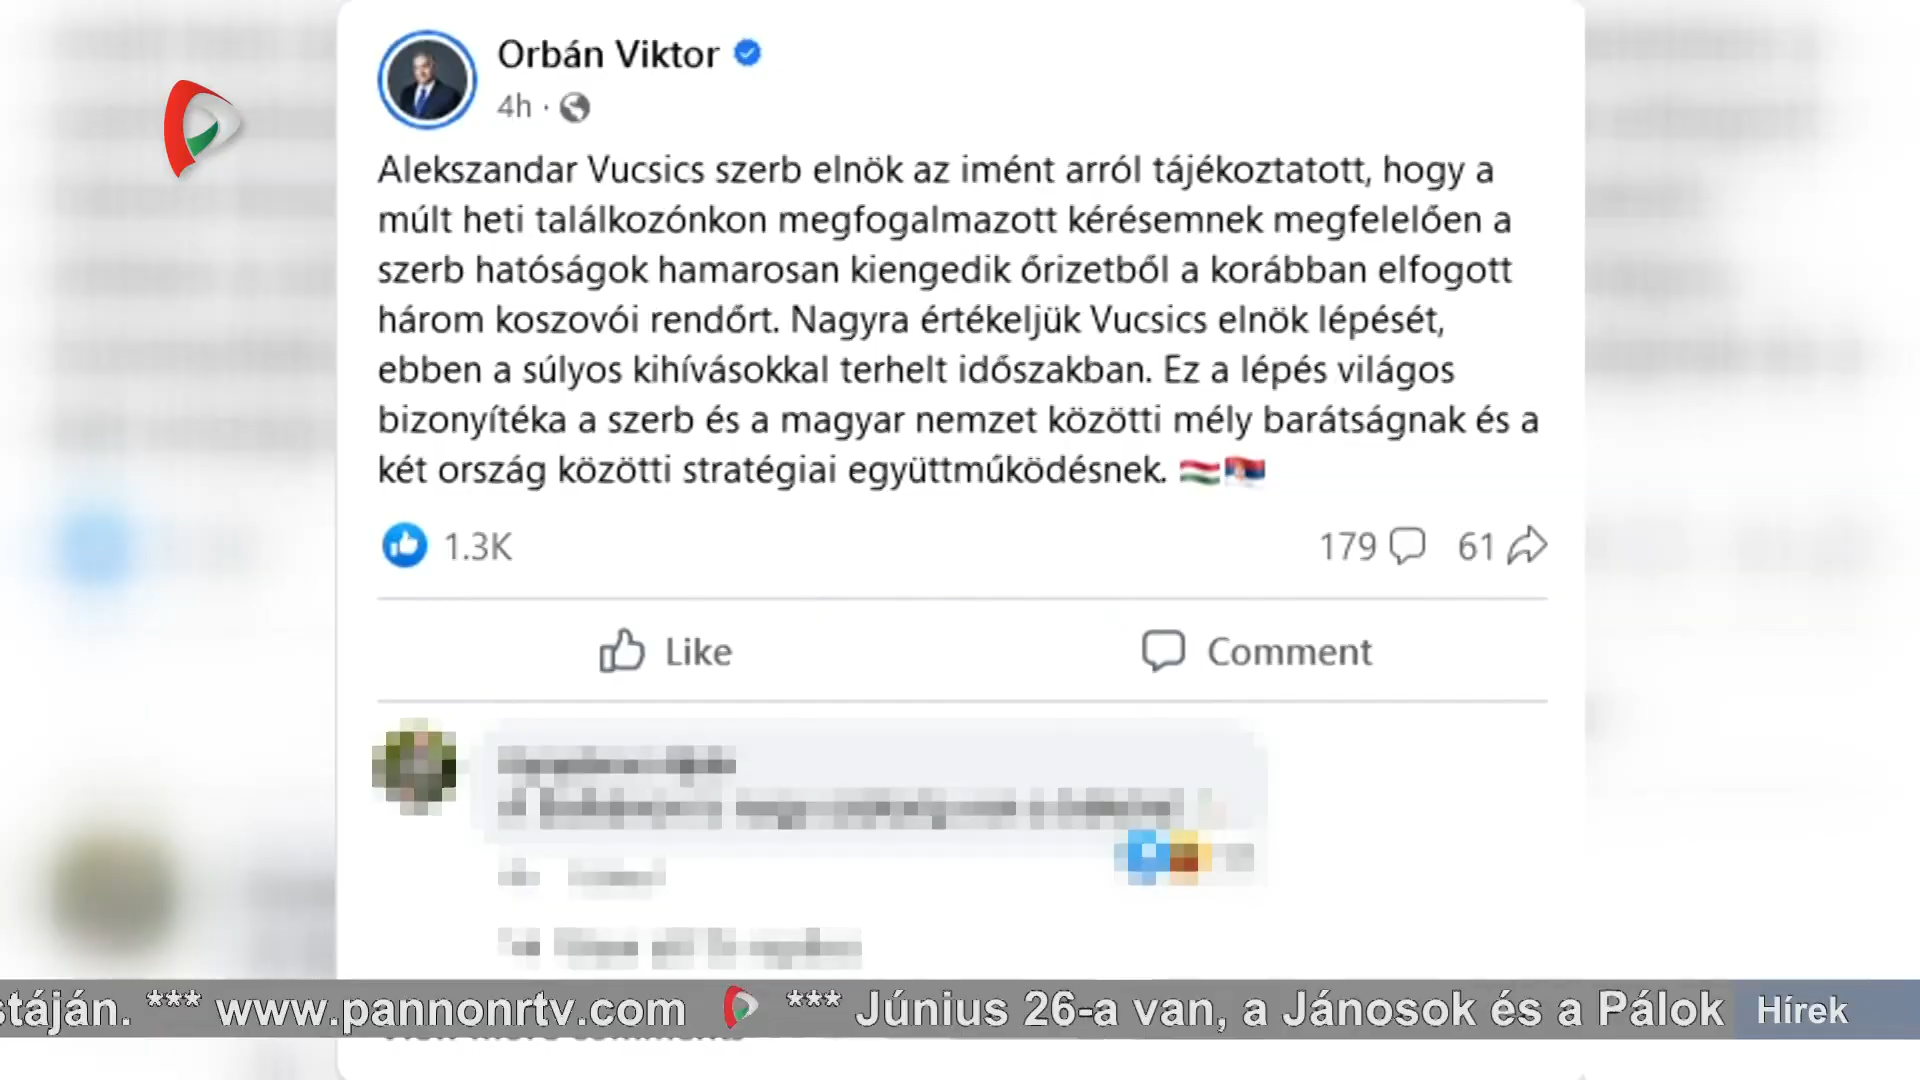 Orbán Viktor
4h ·
Alekszandar Vucsics szerb elnök az imént arról tájékoztatott, hogy a
múlt heti találkozónkon megfogalmazott kérésemnek megfelelően a
szerb hatóságok hamarosan kiengedik őrizetből a korábban elfogott
három koszovói rendőrt. Nagyra értékeljük Vucsics elnök lépését,
ebben a súlyos kihívásokkal terhelt időszakban. Ez a lépés világos
bizonyítéka a szerb és a magyar nemzet közötti mély barátságnak és a
két ország közötti stratégiai együttműködésnek. 🇭🇺🇷🇸
1.3K 179 61
Like Comment
stáján. *** www.pannonrtv.com *** Június 26-a van, a Jánosok és a Pálok Hírek